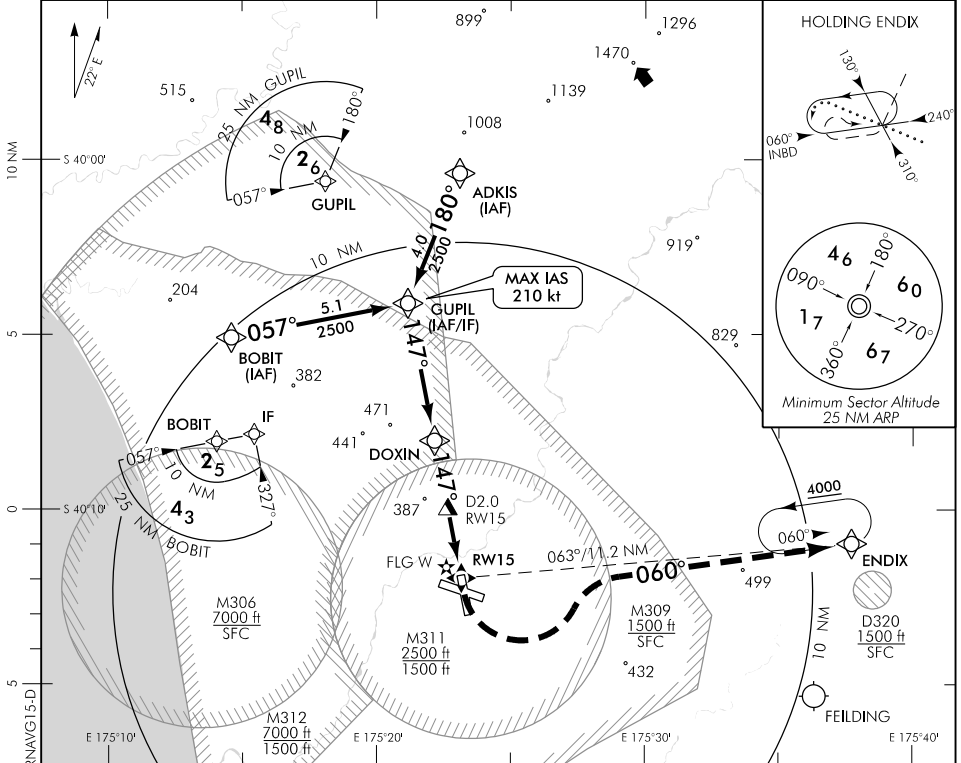 899
1296
HOLDING ENDIX
22° E
1470
130°
515
25 NM GUPIL
1139
48
180°
1008
240°
10 NM
060°
INBD
310°
10 NM
S 40°00'
26
057°
GUPIL
ADKIS
(IAF)
180°
4.0
2500
919
46
180°
090°
60
204
10 NM
MAX IAS
210 kt
17
270°
360°
67
5
057°
5.1
2500
GUPIL
(IAF/IF)
829
BOBIT
(IAF)
147°
382
Minimum Sector Altitude
25 NM ARP
BOBIT
IF
471
441
DOXIN
057°
25
10
NM
147°
327°
4000
0
S 40°10'
43
25 NM BOBIT
387
D2.0
RW15
060°
FLG W
RW15
063°/11.2 NM
ENDIX
060°
499
M306
7000 ft
SFC
M309
1500 ft
SFC
D320
1500 ft
SFC
M311
2500 ft
1500 ft
10 NM
432
5
RNAVG15-D
M312
7000 ft
1500 ft
FEILDING
E 175°10'
E 175°20'
E 175°30'
E 175°40'